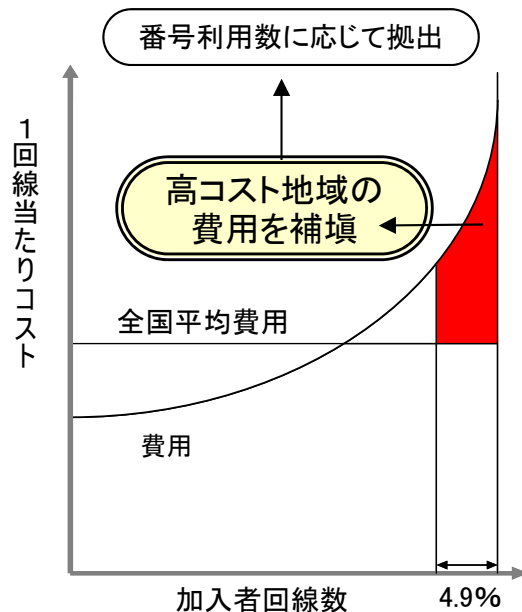 番号利用数に応じて拠出
1回線当たりコスト
高コスト地域の
費用を補塡
全国平均費用
費用
加入者回線数
4.9%